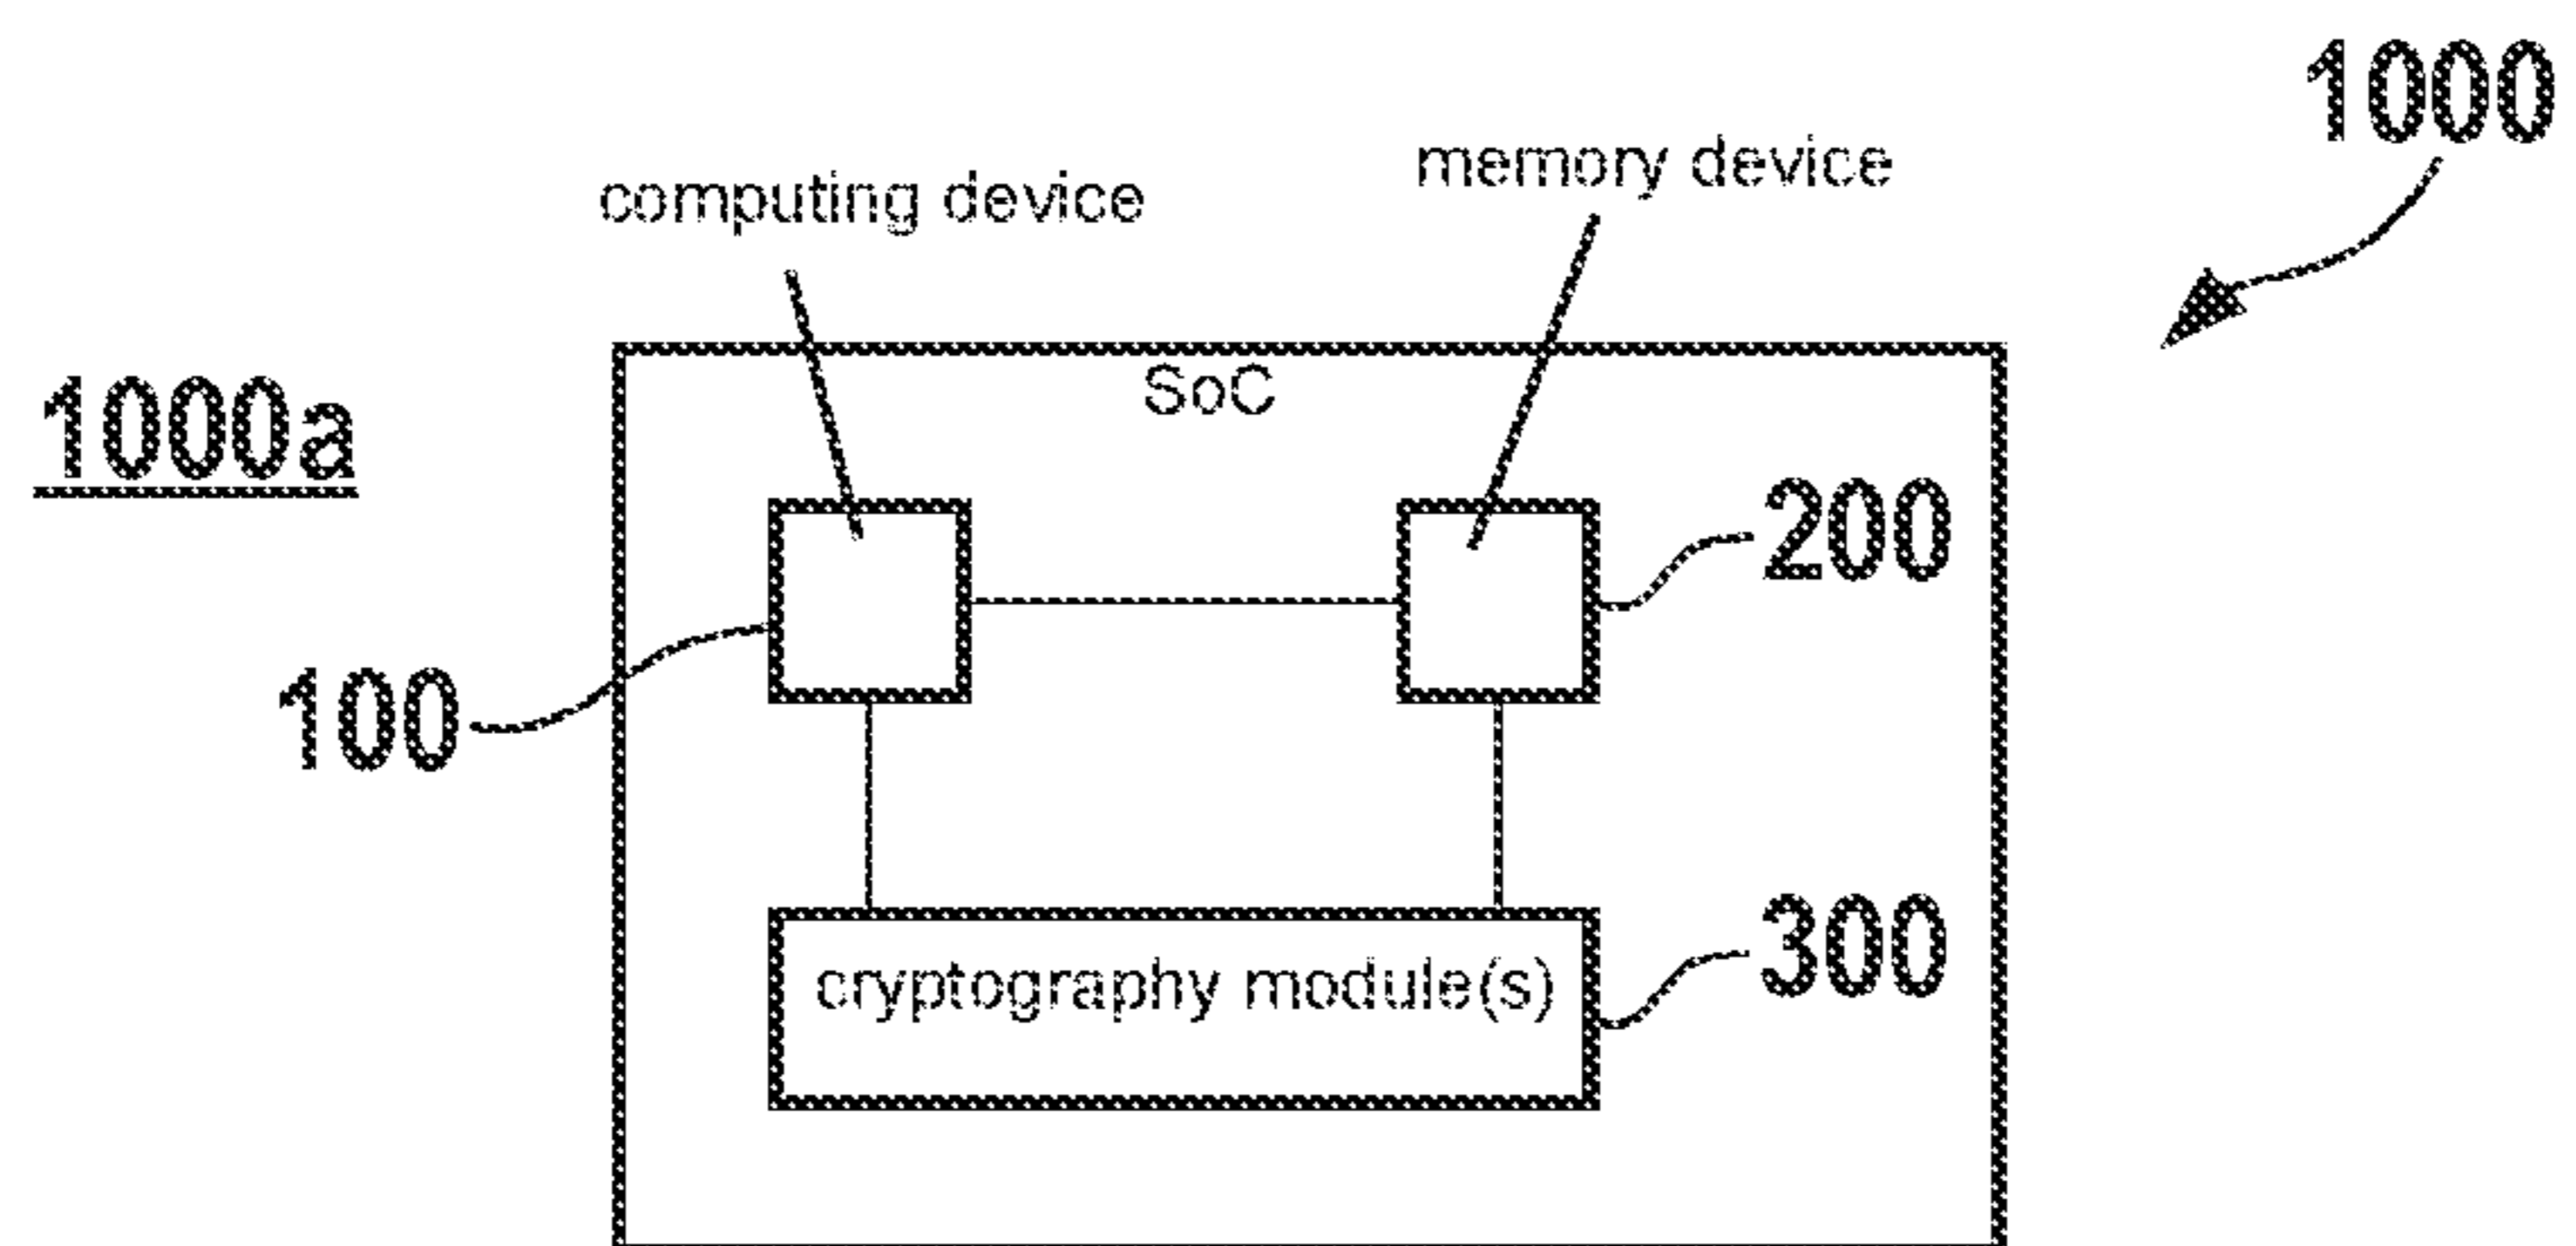 1000
memory device
computing device
SoC
1000a
200
100
300
cryptography module(s)